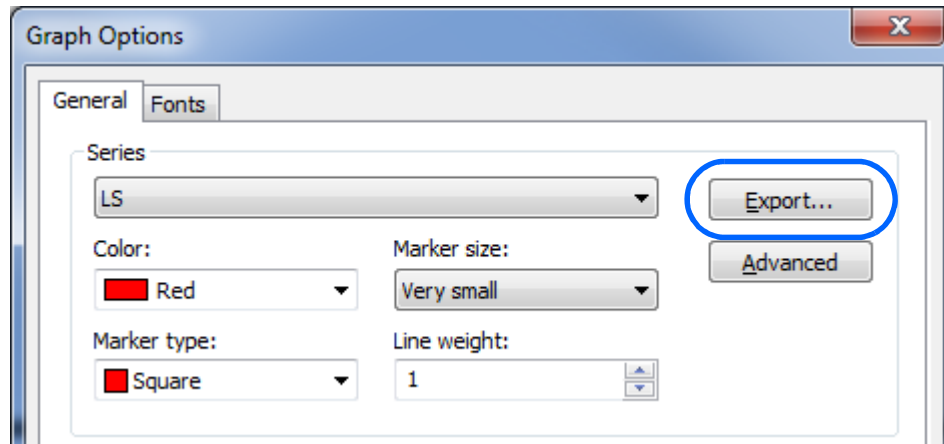 Graph Options
General Fonts
Series
LS
Export...
Color:
Marker size:
Advanced
Red
Very small
Marker type:
Line weight:
Square
1